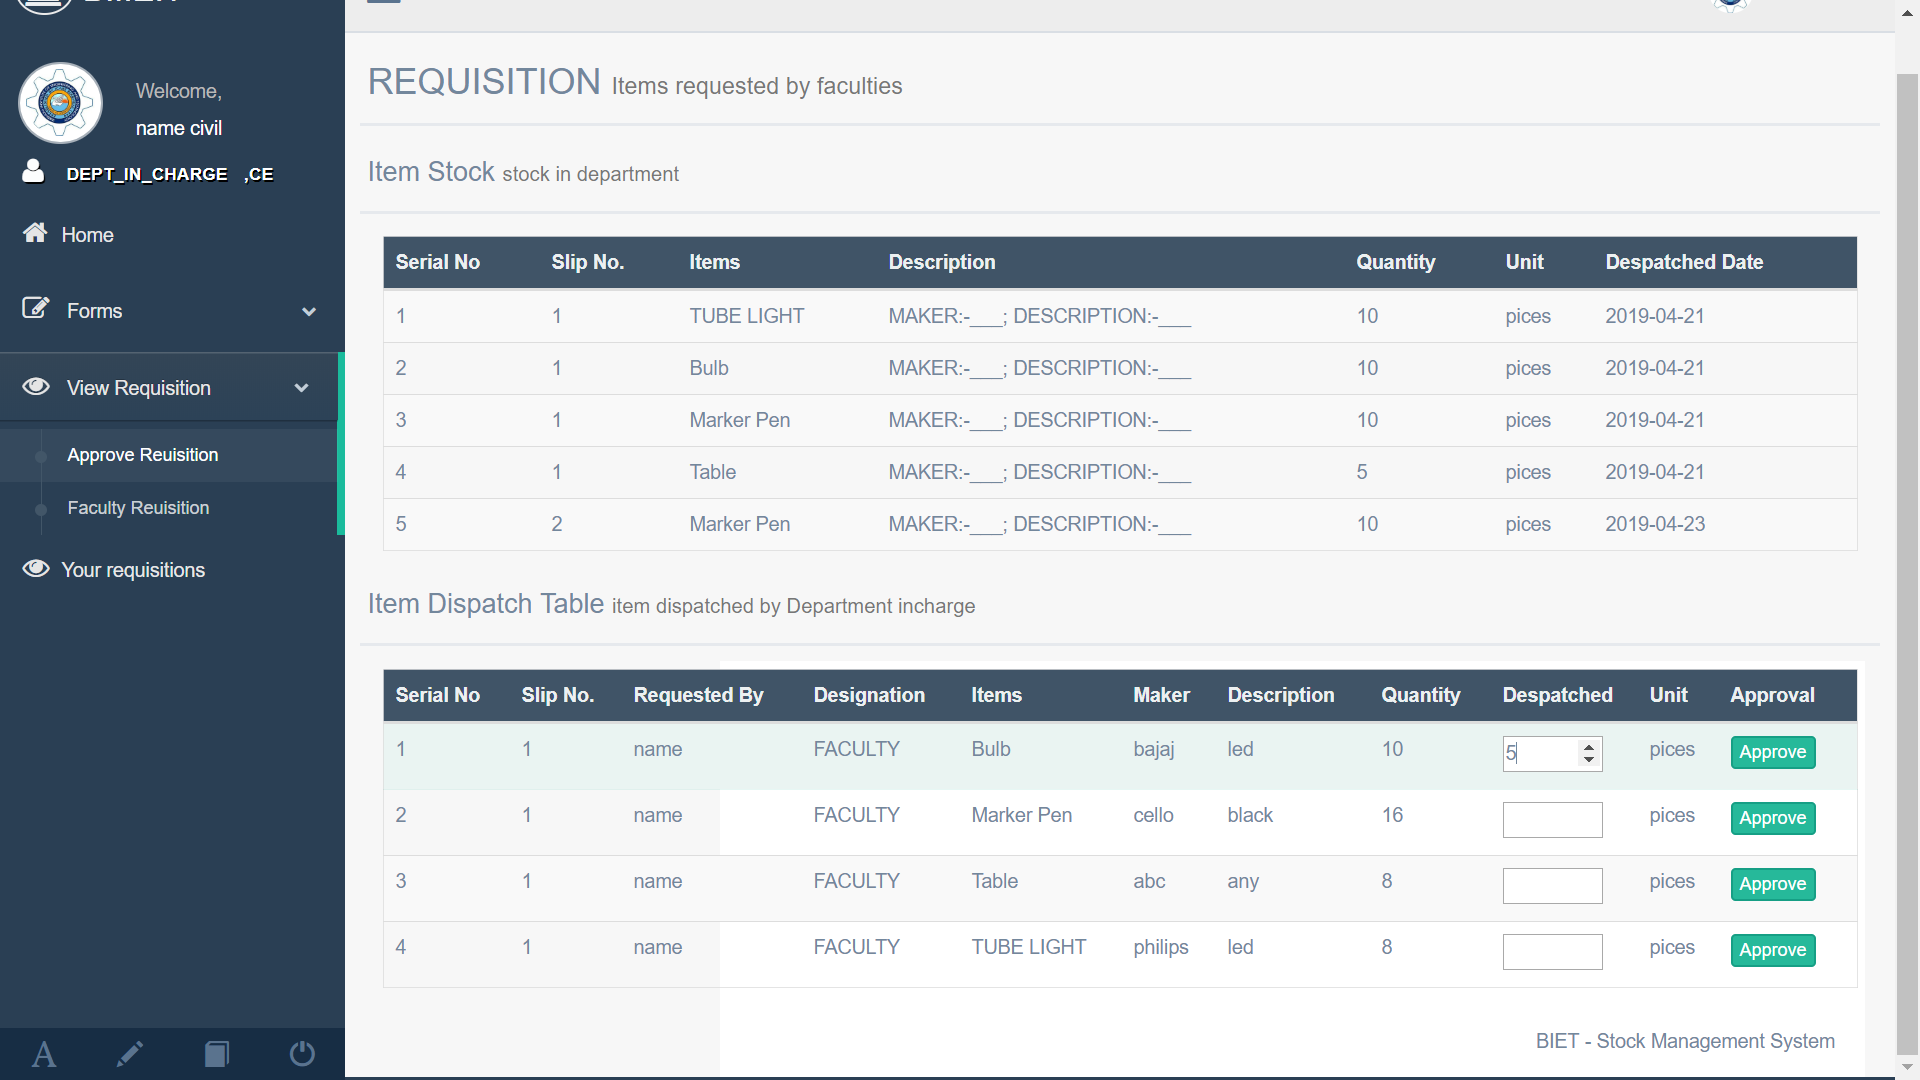 Welcome,
name civil
DEPT_IN_CHARGE ,CE
Home
Forms
View Requisition
Approve Reuisition
Faculty Reuisition
Your requisitions
A
REQUISITION Items requested by faculties
Item Stock stock in department
Serial No Slip No. Items Description Quantity Unit Despatched Date
1 1 TUBE LIGHT MAKER:-___; DESCRIPTION:-___ 10 pices 2019-04-21
2 1 Bulb MAKER:-___; DESCRIPTION:-___ 10 pices 2019-04-21
3 1 Marker Pen MAKER:-___; DESCRIPTION:-___ 10 pices 2019-04-21
4 1 Table MAKER:-___; DESCRIPTION:-___ 5 pices 2019-04-21
5 2 Marker Pen MAKER:-___; DESCRIPTION:-___ 10 pices 2019-04-23
Item Dispatch Table item dispatched by Department incharge
Serial No Slip No. Requested By Designation Items Maker Description Quantity Despatched Unit Approval
1 1 name FACULTY Bulb bajaj led 10 5 pices Approve
2 1 name FACULTY Marker Pen cello black 16 pices Approve
3 1 name FACULTY Table abc any 8 pices Approve
4 1 name FACULTY TUBE LIGHT philips led 8 pices Approve
BIET - Stock Management System